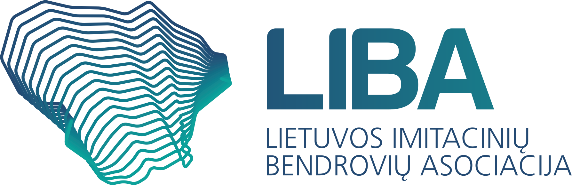 LIBA
LIETUVOS IMITACINIŲ
BENDROVIŲ ASOCIACIJA